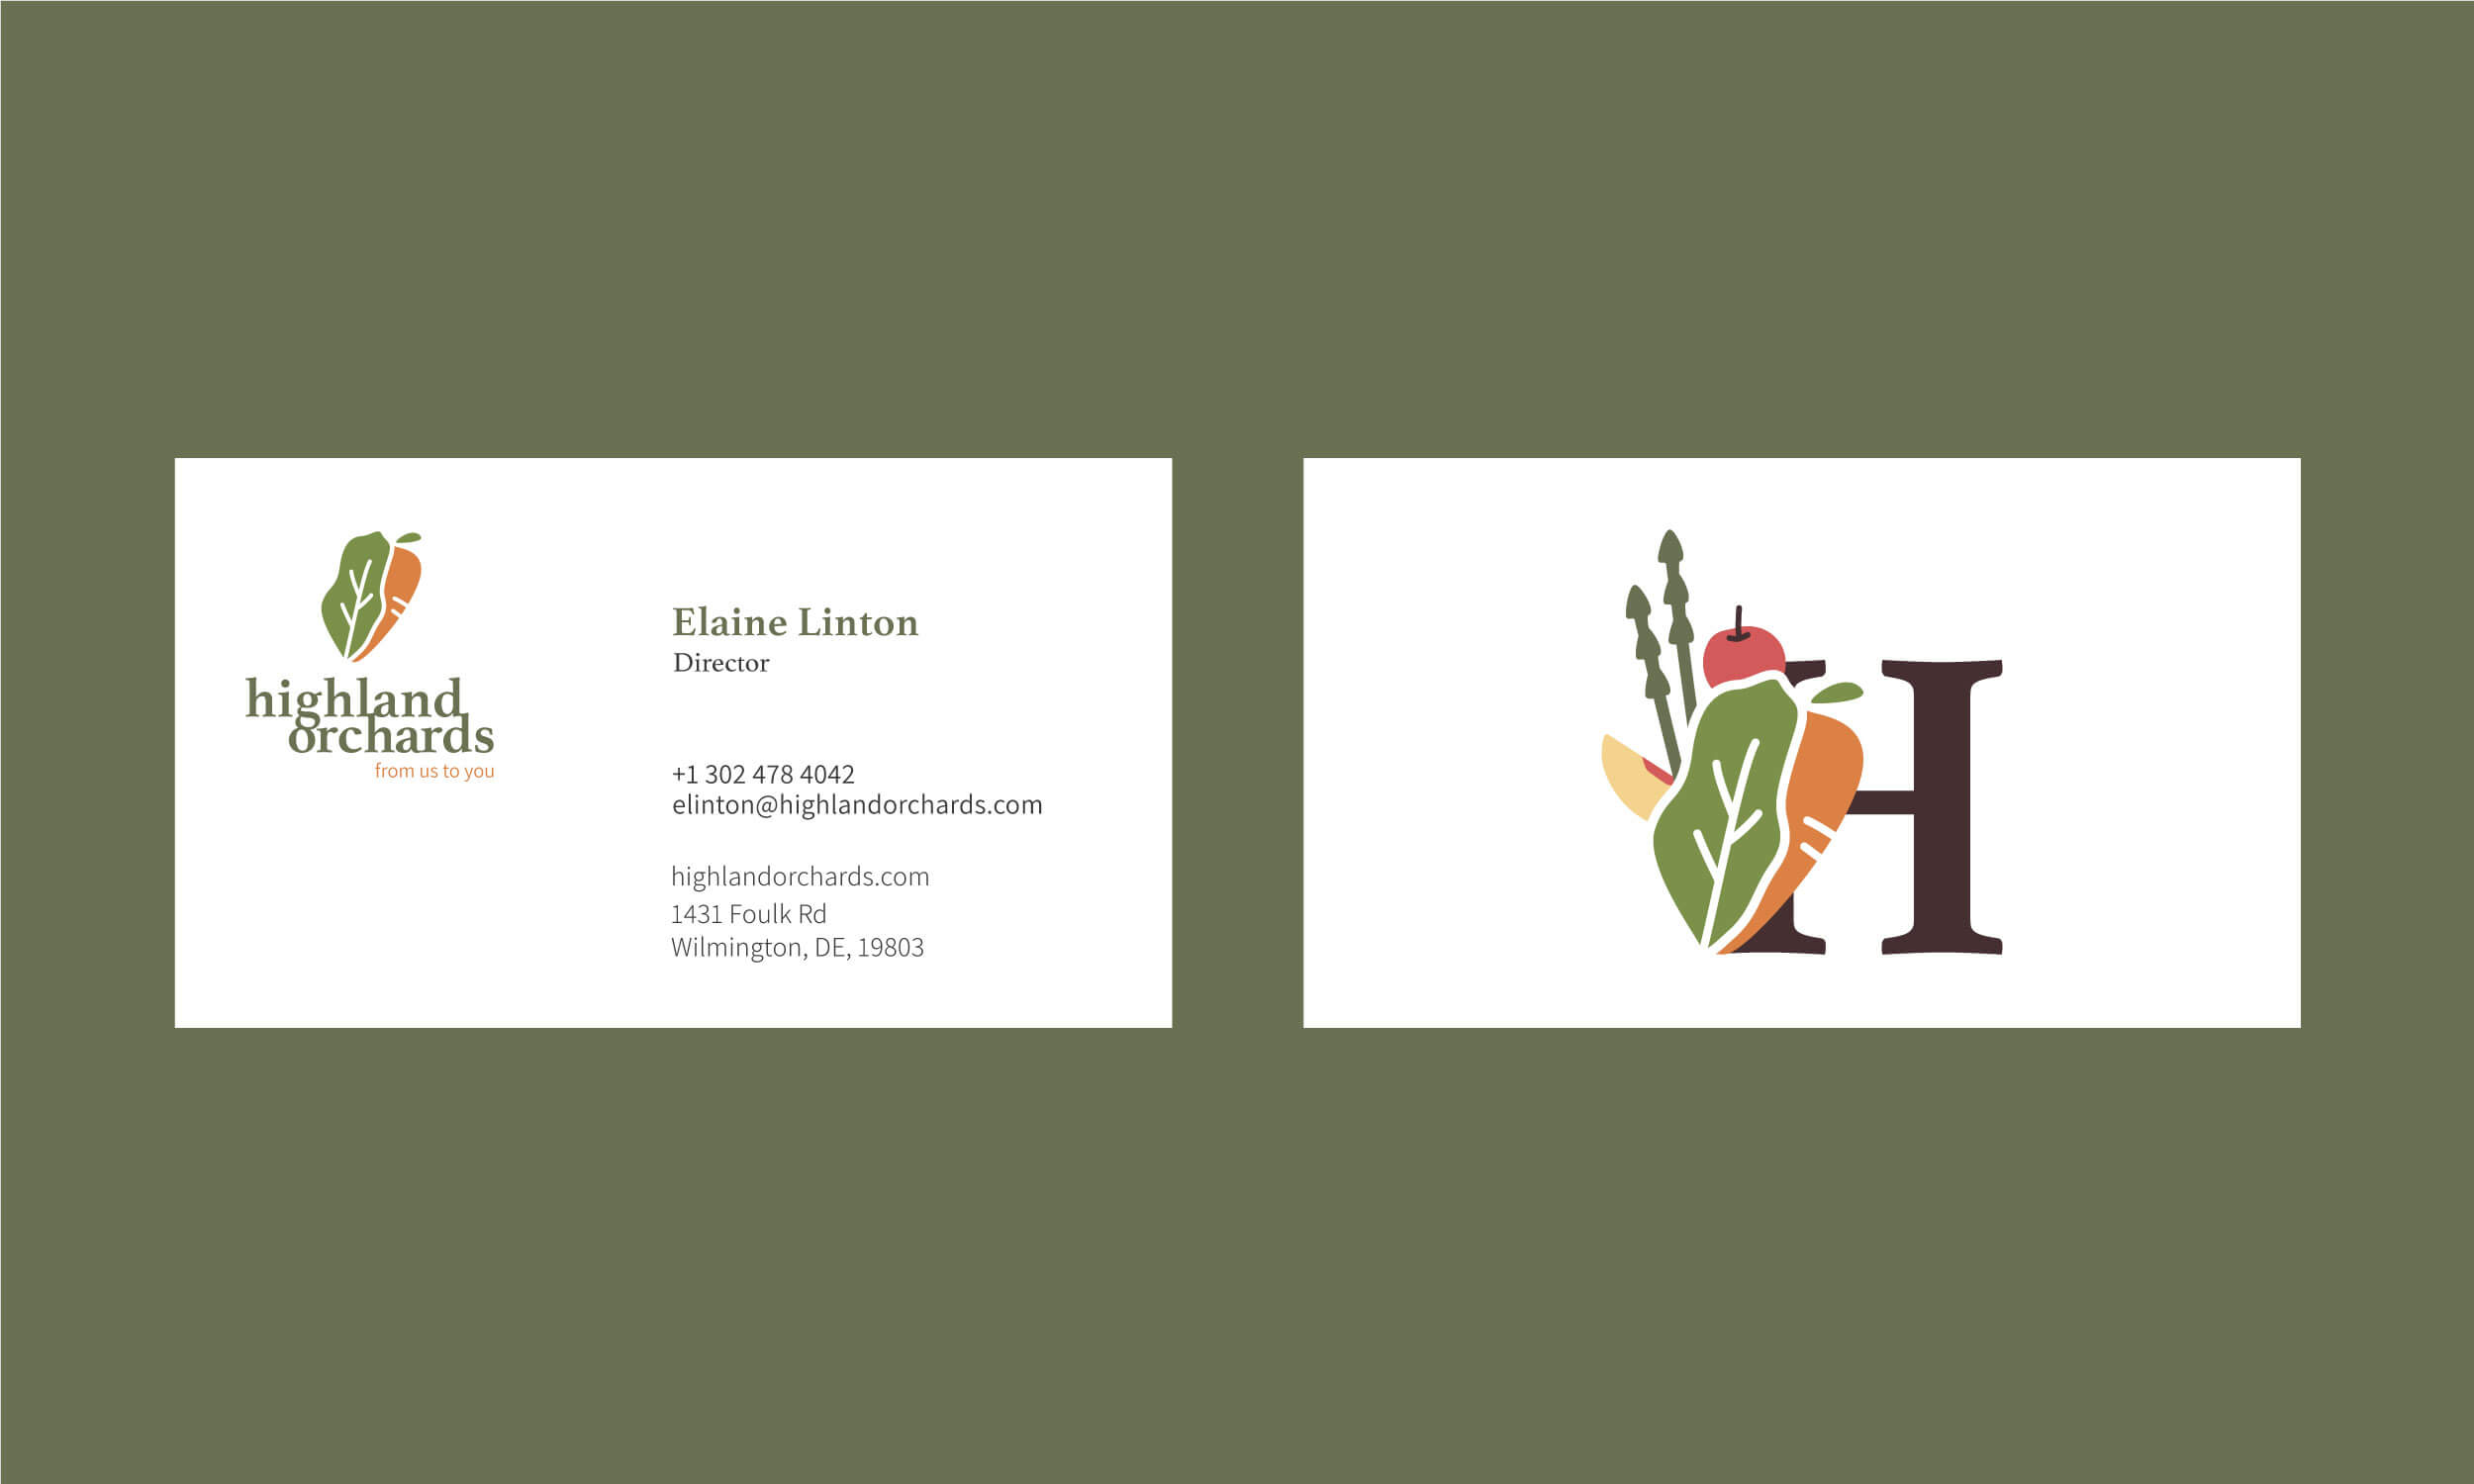 highland
orchards
from us to you
Elaine Linton
Director
+1 302 478 4042
elinton@highlandorchards.com
highlandorchards.com
1431 Foulk Rd
Wilmington, DE, 19803
H